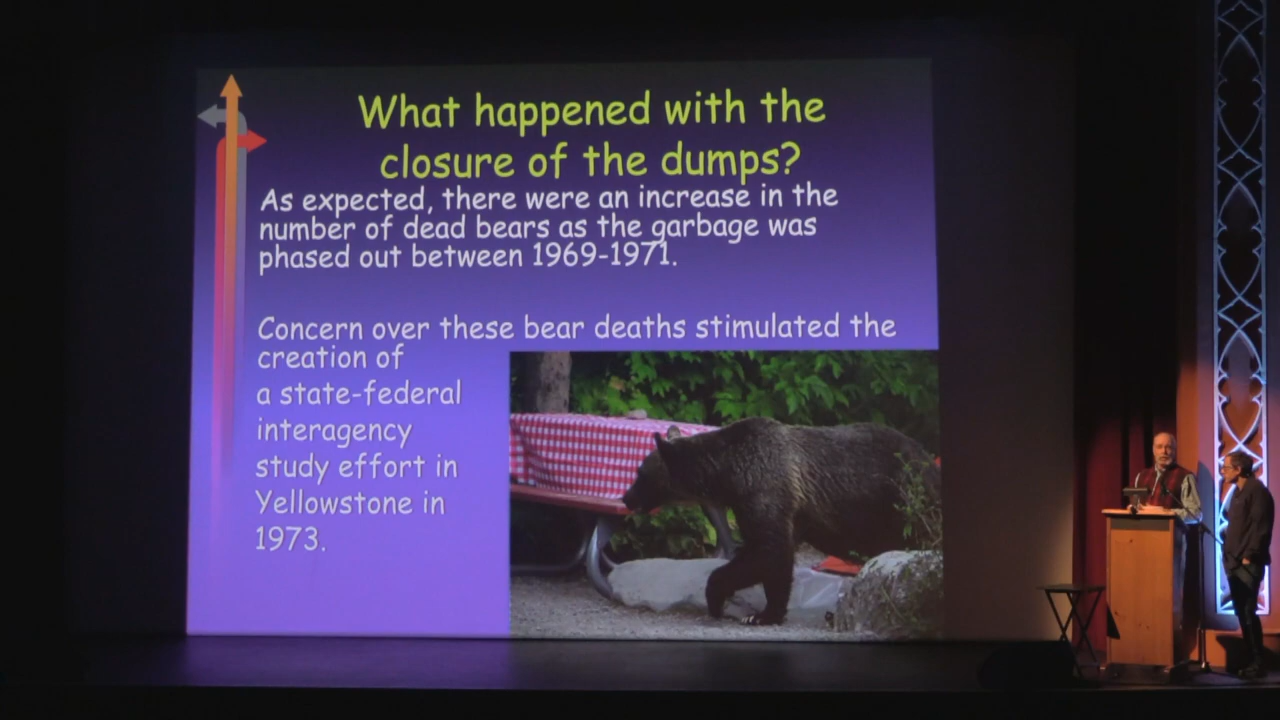 What happened with the
closure of the dumps?
As expected, there were an increase in the
number of dead bears as the garbage was
phased out between 1969-1971.
Concern over these bear deaths stimulated the
creation of
a state-federal
interagency
study effort in
Yellowstone in
1973.